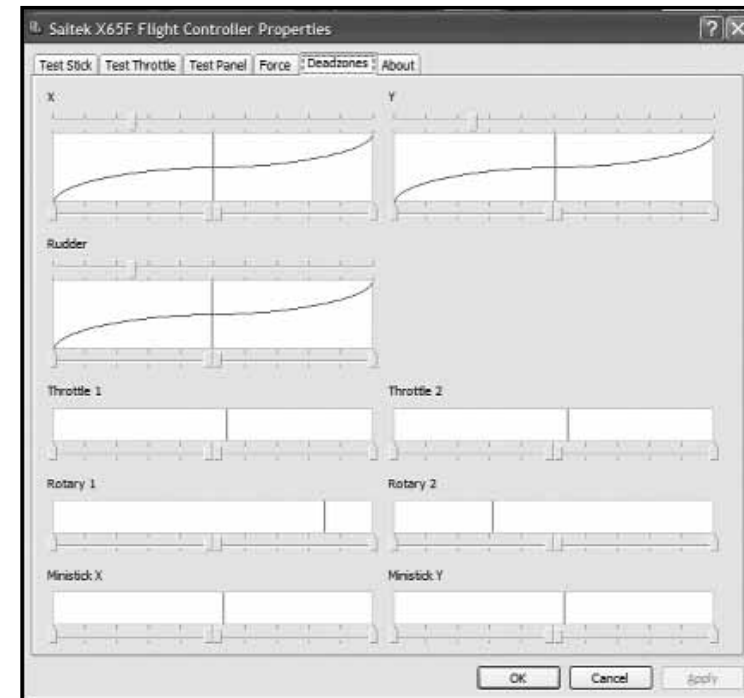 Saitek X65F Flight Controller Properties
Test Stick Test Throttle Test Panel Force Deadzones About
X Y
Rudder
Throttle 1 Throttle 2
Rotary 1 Rotary 2
Ministick X Ministick Y
OK Cancel Apply